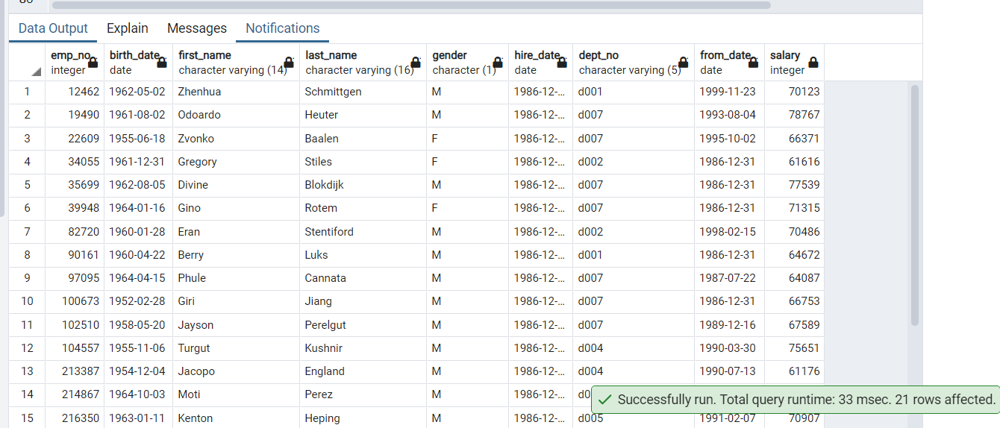 Data Output Explain Messages Notifications
emp_no birth_date first_name last_name gender hire_date dept_no from_date salary
integer date character varying (14) character varying (16) character (1) date character varying (5) date integer
1 12462 1962-05-02 Zhenhua Schmittgen M 1986-12-... d001 1999-11-23 70123
2 19490 1961-08-02 Odoardo Heuter M 1986-12-... d007 1993-08-04 78767
3 22609 1955-06-18 Zvonko Baalen F 1986-12-... d007 1995-10-02 66371
4 34055 1961-12-31 Gregory Stiles F 1986-12-... d002 1986-12-31 61616
5 35699 1962-08-05 Divine Blokdijk M 1986-12-... d007 1986-12-31 77539
6 39948 1964-01-16 Gino Rotem F 1986-12-... d007 1986-12-31 71315
7 82720 1960-01-28 Eran Stentiford M 1986-12-... d002 1998-02-15 70486
8 90161 1960-04-22 Berry Luks M 1986-12-... d001 1986-12-31 64672
9 97095 1964-04-15 Phule Cannata M 1986-12-... d007 1987-07-22 64087
10 100673 1952-02-28 Giri Jiang M 1986-12-... d007 1986-12-31 66753
11 102510 1958-05-20 Jayson Perelgut M 1986-12-... d007 1989-12-16 67589
12 104557 1955-11-06 Turgut Kushnir M 1986-12-... d004 1990-03-30 75651
13 213387 1954-12-04 Jacopo England M 1986-12-... d004 1990-07-13 61176
14 214867 1964-10-03 Moti Perez M 1986-12-...
Successfully run. Total query runtime: 33 msec. 21 rows affected.
15 216350 1963-01-11 Kenton Heping M 1986-12-... d005 1991-02-07 70907